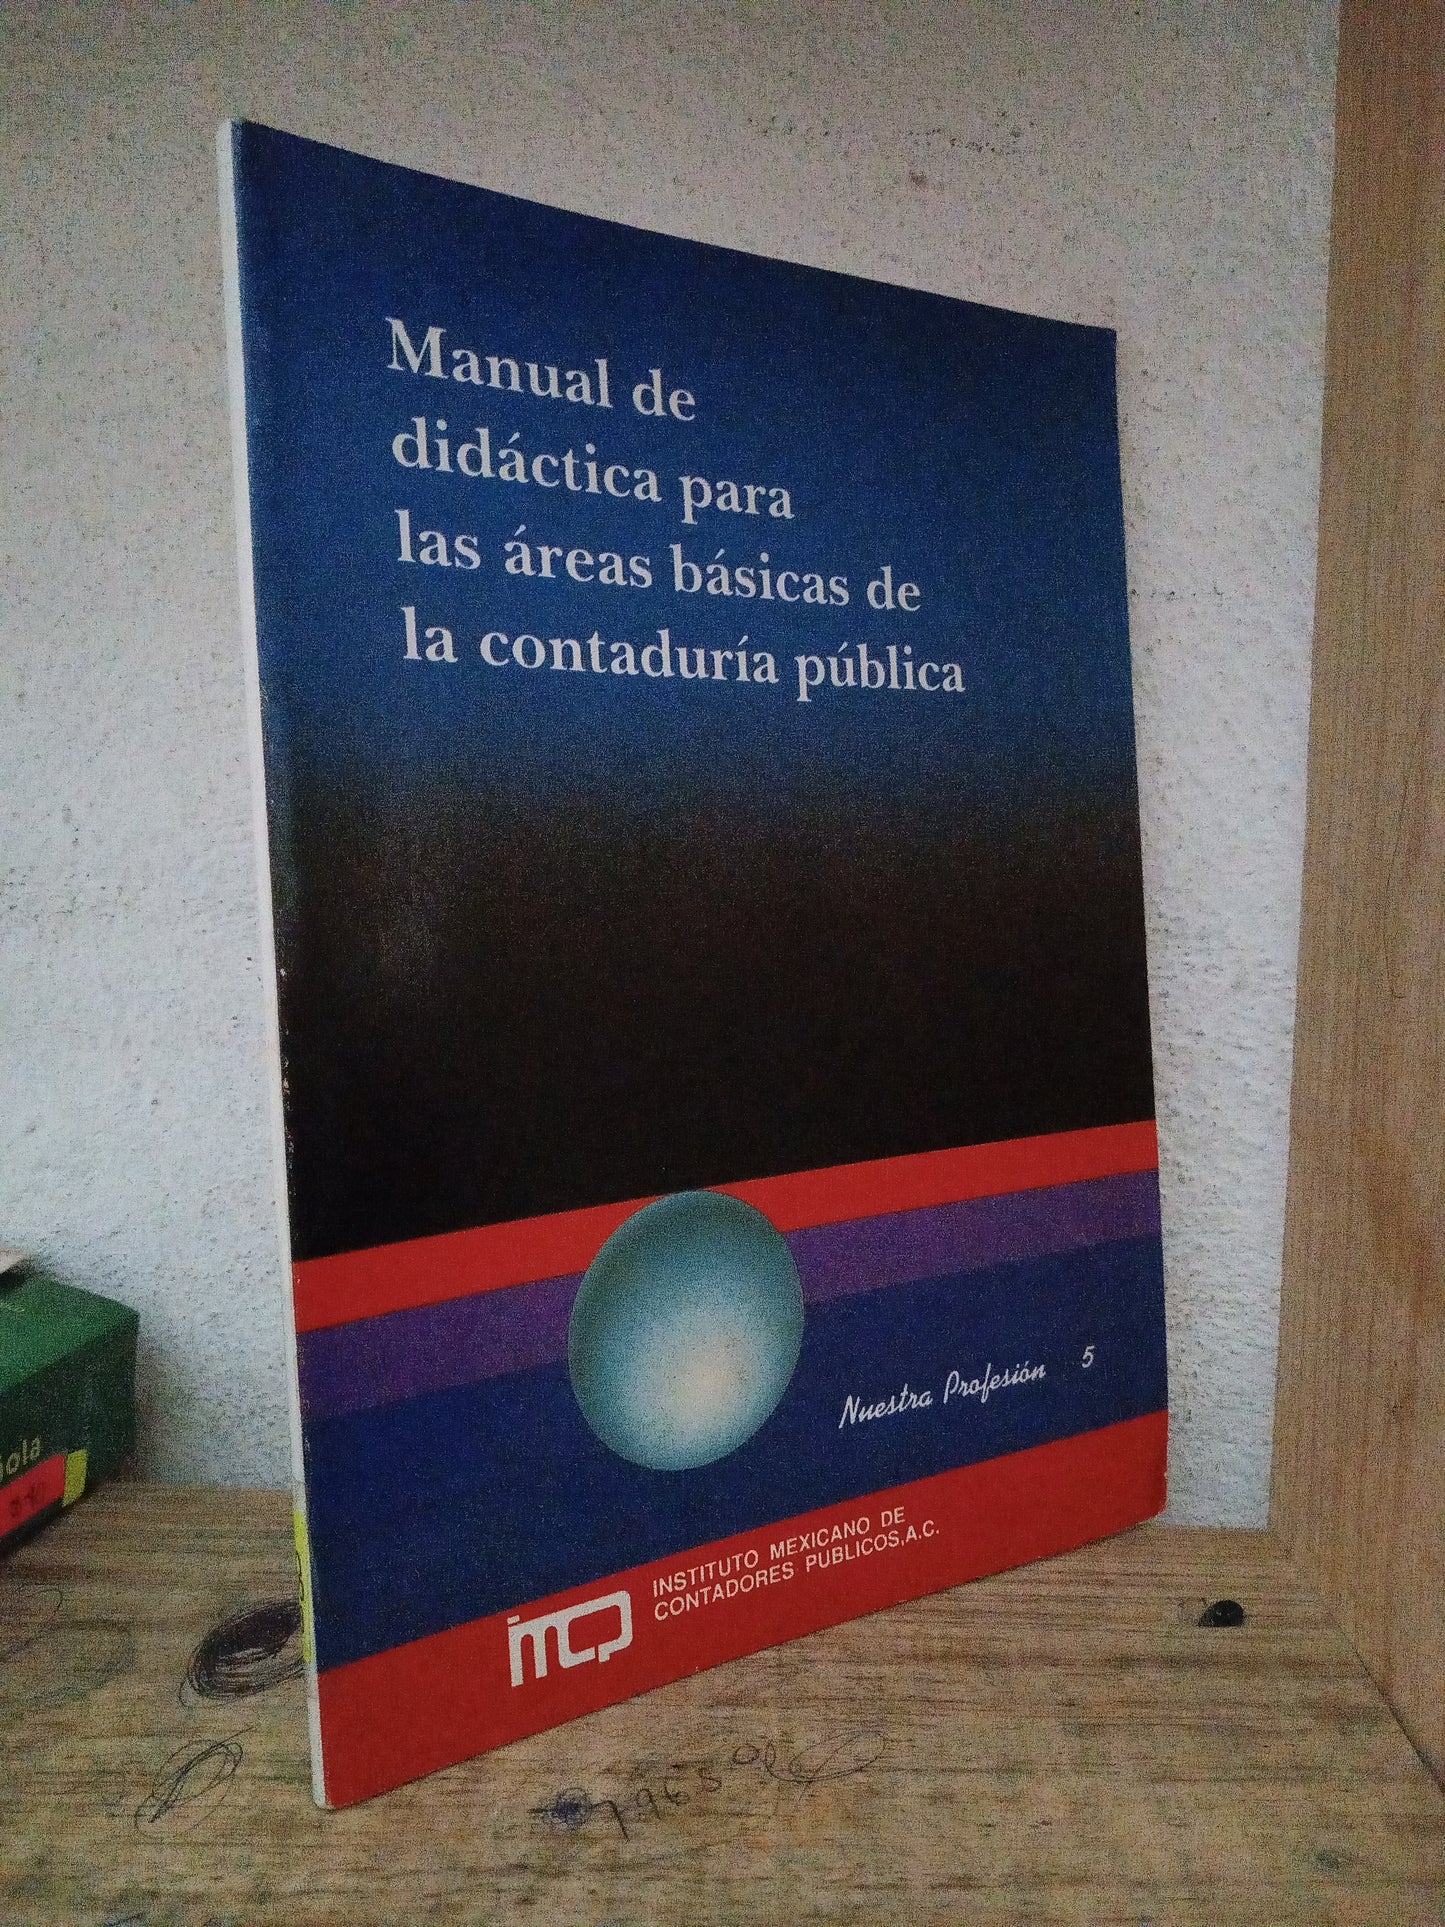 Manual de
didáctica para
las áreas básicas de
la contaduría pública
Nuestra Profesión 5
imcp
INSTITUTO MEXICANO DE
CONTADORES PUBLICOS, A.C.